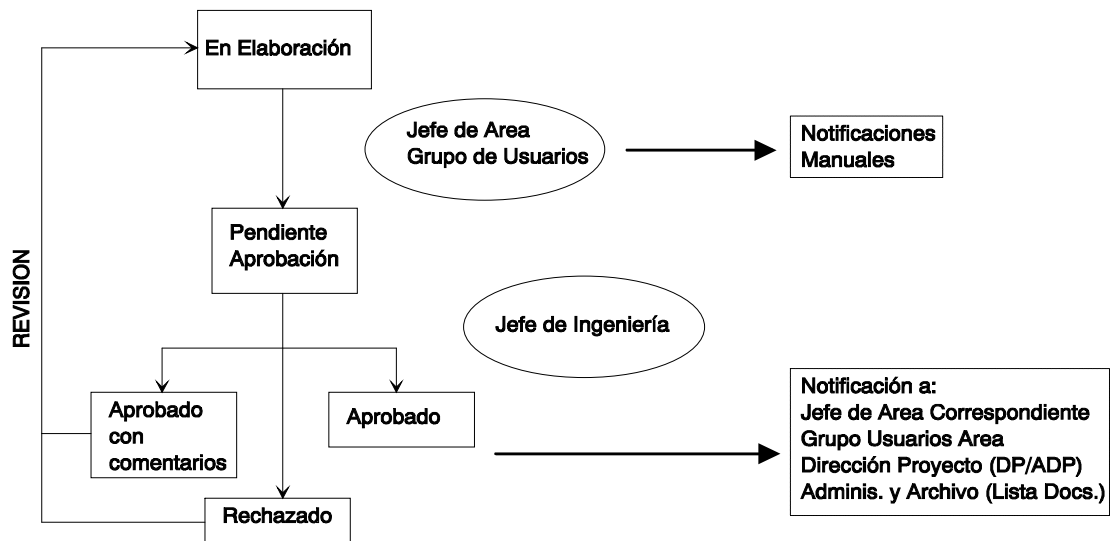 En Elaboración
Jefe de Area
Grupo de Usuarios
Notificaciones
Manuales
Pendiente
Aprobación
REVISION
Jefe de Ingeniería
Aprobado
con
comentarios
Aprobado
Rechazado
Notificación a:
Jefe de Area Correspondiente
Grupo Usuarios Area
Dirección Proyecto (DP/ADP)
Adminis. y Archivo (Lista Docs.)